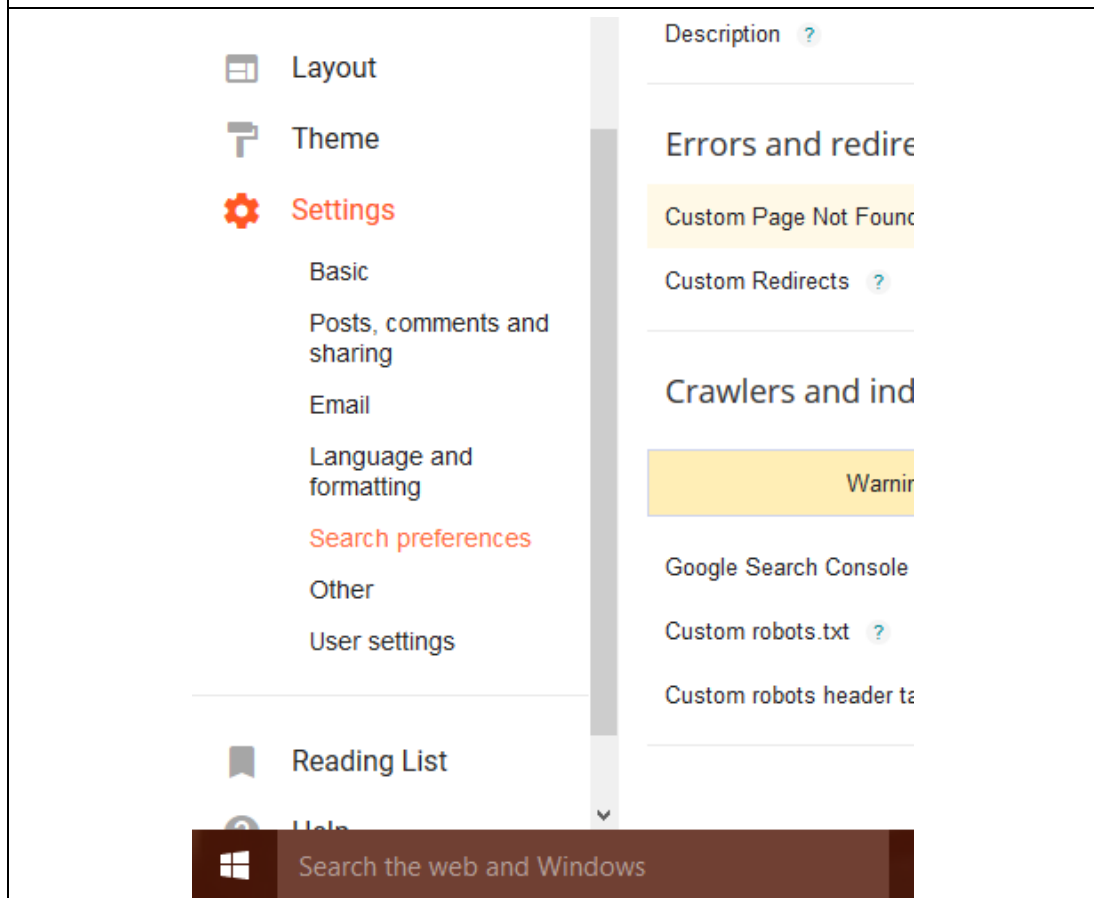 Layout
Theme
Settings
Basic
Posts, comments and
sharing
Email
Language and
formatting
Search preferences
Other
User settings
Reading List
Help
Description ?
Errors and redire
Custom Page Not Found
Custom Redirects ?
Crawlers and ind
Warnin
Google Search Console
Custom robots.txt ?
Custom robots header ta
Search the web and Windows